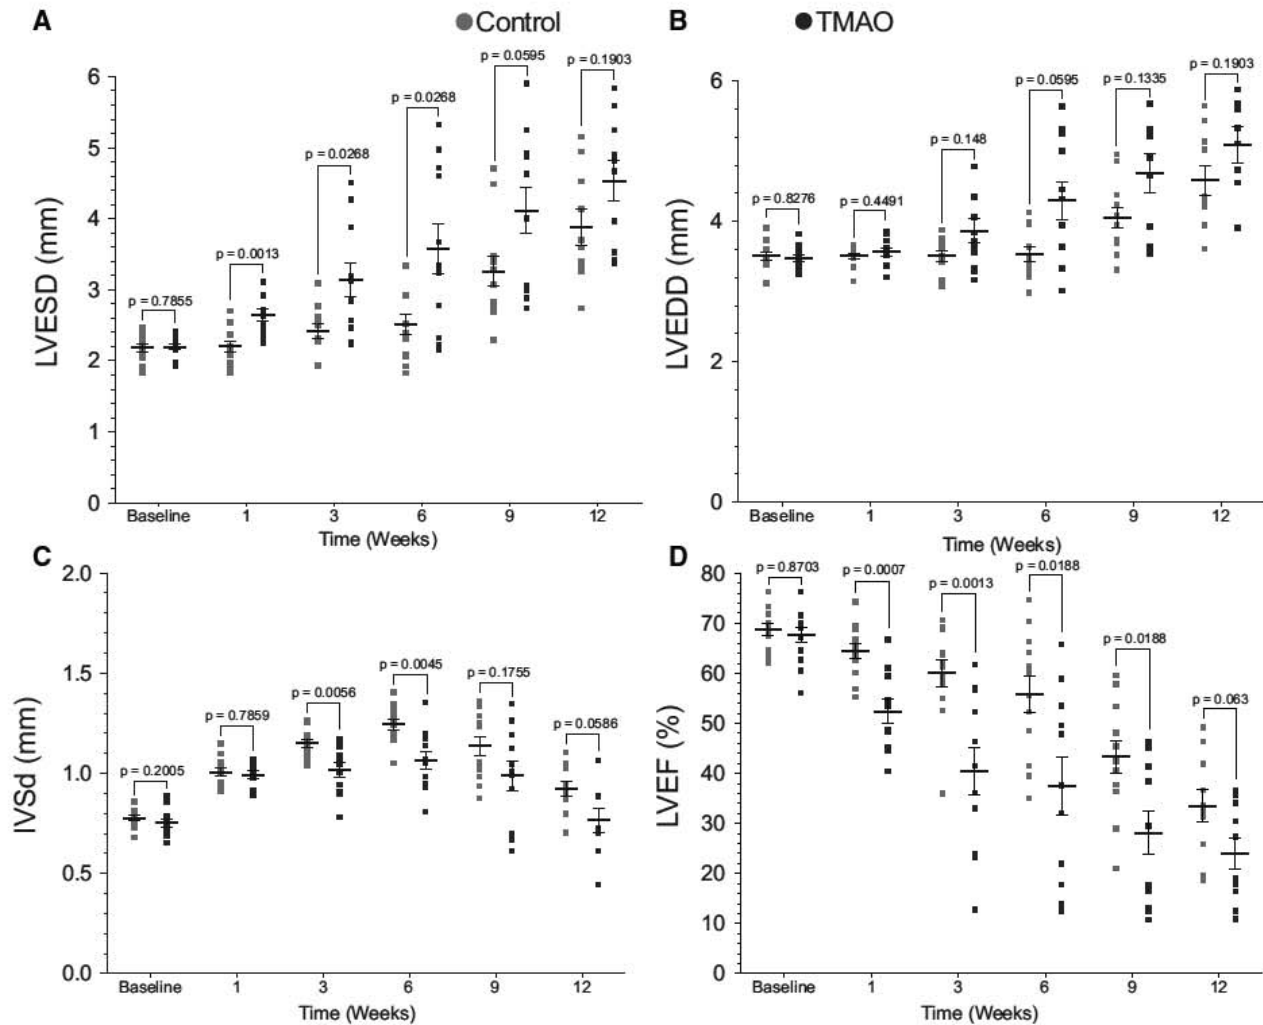 A
Control
B
TMAO
p = 0.7855
p = 0.0013
p = 0.0268
p = 0.0268
p = 0.0595
p = 0.1903
LVESD (mm)
6
5
4
3
2
1
0
Baseline 1 3 6 9 12
Time (Weeks)
p = 0.8276
p = 0.4491
p = 0.148
p = 0.0595
p = 0.1335
p = 0.1903
LVEDD (mm)
6
4
2
0
Baseline 1 3 6 9 12
Time (Weeks)
C
p = 0.2005
p = 0.7859
p = 0.0056
p = 0.0045
p = 0.1755
p = 0.0586
IVSd (mm)
2.0
1.5
1.0
0.5
0.0
Baseline 1 3 6 9 12
Time (Weeks)
D
p = 0.8703
p = 0.0007
p = 0.0013
p = 0.0188
p = 0.0188
p = 0.063
LVEF (%)
80
70
60
50
40
30
20
10
0
Baseline 1 3 6 9 12
Time (Weeks)